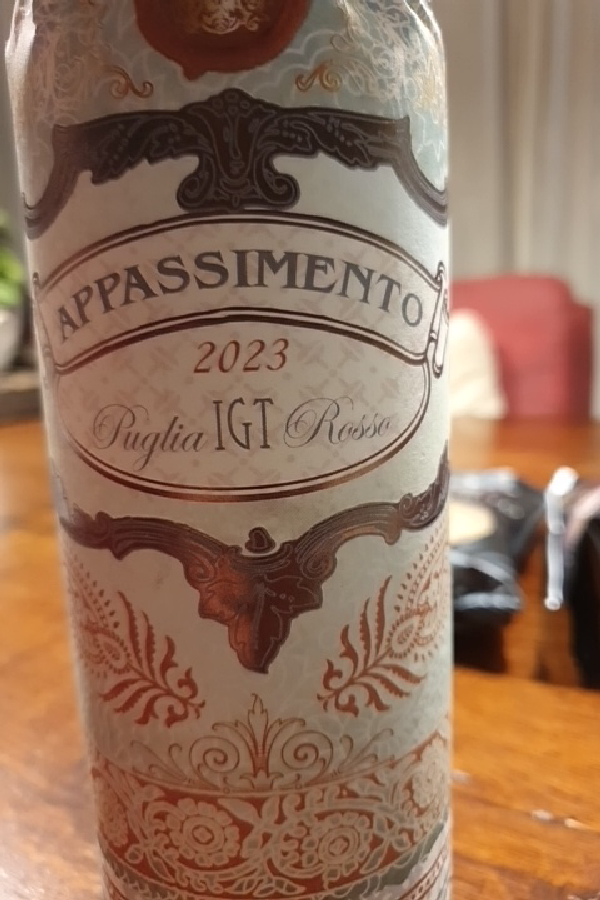 APPASSIMENTO
2023
Puglia IGT Rosso